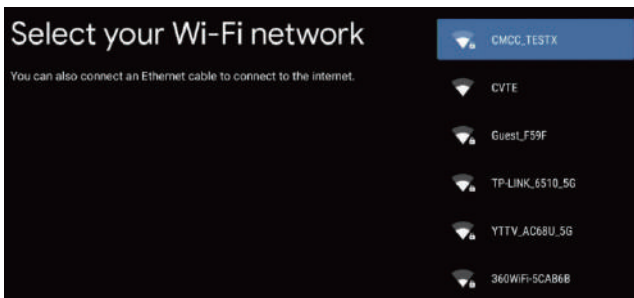 Select your Wi-Fi network
You can also connect an Ethernet cable to connect to the internet.
CMCC_TESTX
CVTE
Guest_F59F
TP-LINK_6510_5G
YTTV_AC68U_5G
360WiFi-5CAB6B